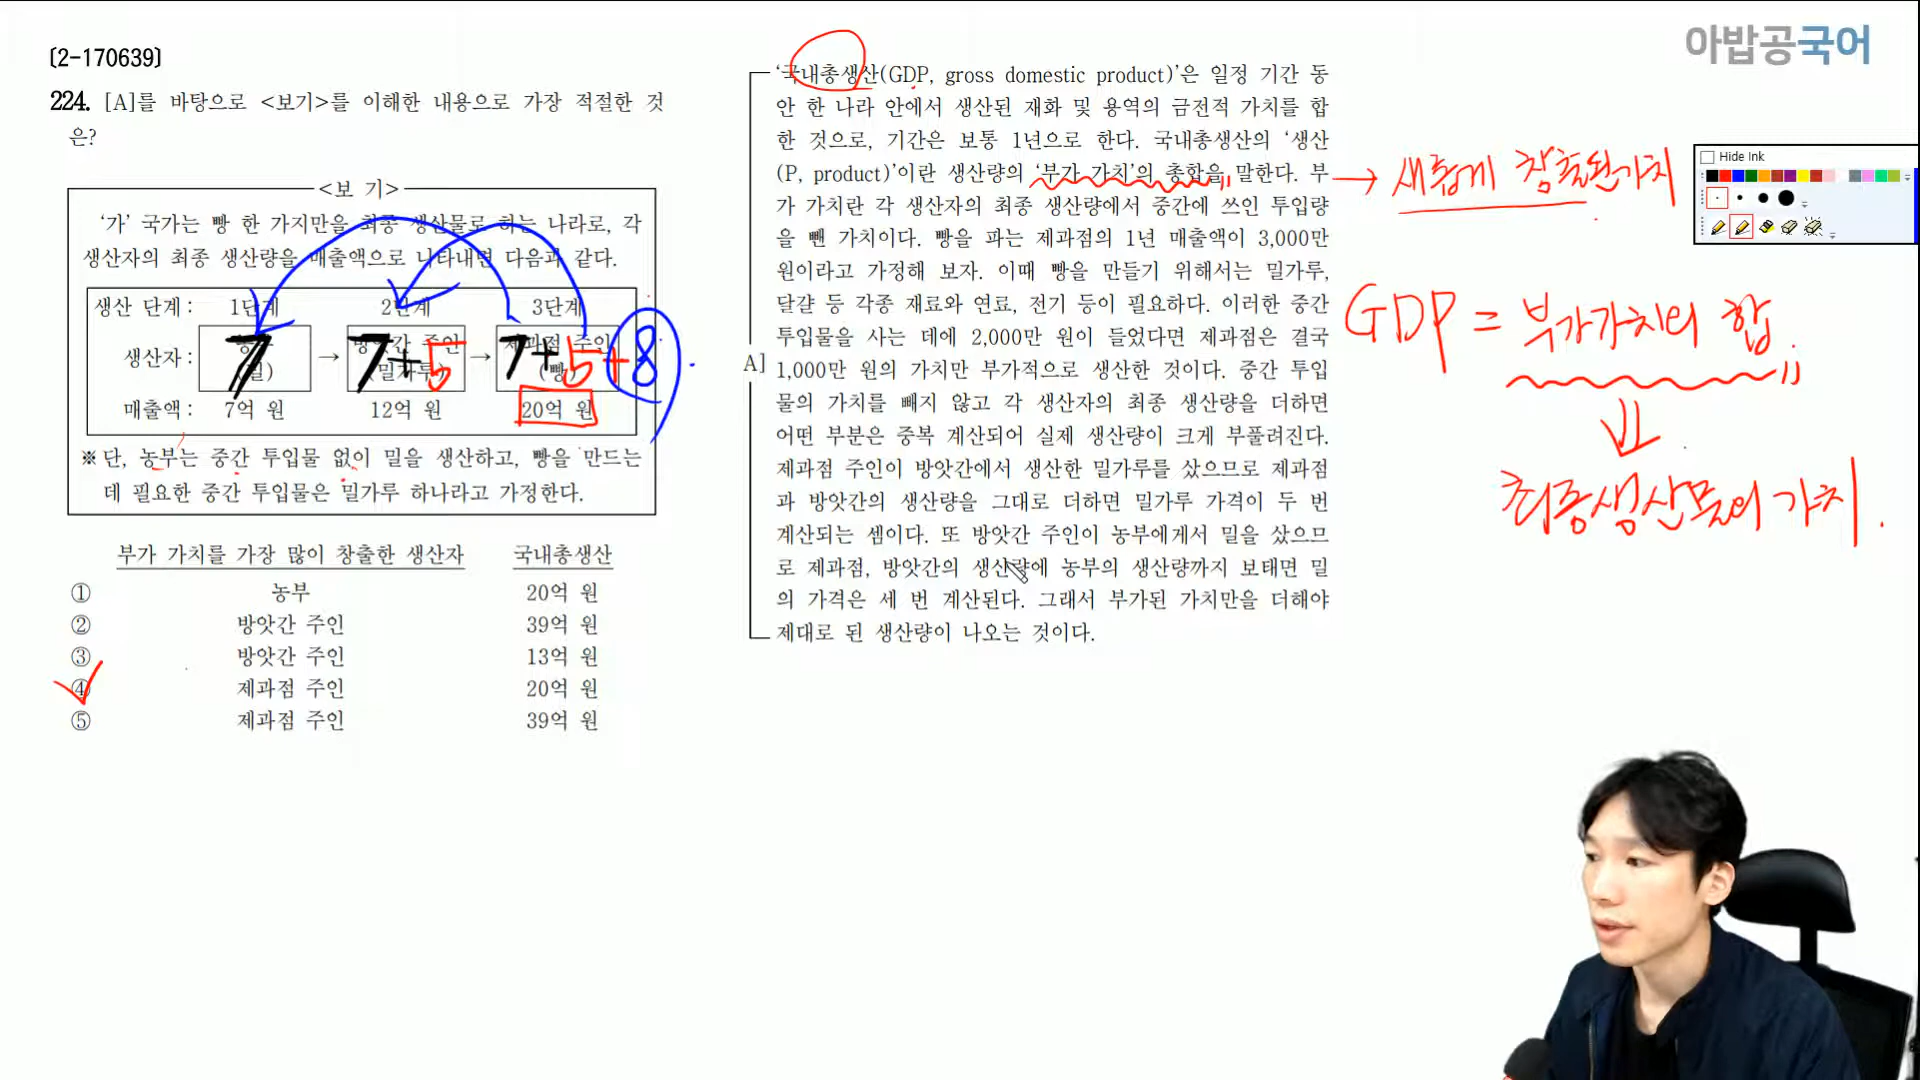 아밥공국어
[2-170639]
224. [A]를 바탕으로 <보기>를 이해한 내용으로 가장 적절한 것
은?
<보 기>
'가' 국가는 빵 한 가지만을 최종 생산물로 하는 나라로, 각
생산자의 최종 생산량을 매출액으로 나타내면 다음과 같다.
생산 단계: 1단계 2단계 3단계
생산자: 농부 (밀) → 방앗간 주인 (밀가루) → 제과점 주인 (빵)
7 7+5 7+5+8
매출액: 7억 원 12억 원 20억 원
※ 단, 농부는 중간 투입물 없이 밀을 생산하고, 빵을 만드는
데 필요한 중간 투입물은 밀가루 하나라고 가정한다.
부가 가치를 가장 많이 창출한 생산자 국내총생산
① 농부 20억 원
② 방앗간 주인 39억 원
③ 방앗간 주인 13억 원
④ 제과점 주인 20억 원
⑤ 제과점 주인 39억 원
A]
'국내총생산(GDP, gross domestic product)'은 일정 기간 동
안 한 나라 안에서 생산된 재화 및 용역의 금전적 가치를 합
한 것으로, 기간은 보통 1년으로 한다. 국내총생산의 '생산
(P, product)'이란 생산량의 '부가 가치'의 총합을 말한다. 부
가 가치란 각 생산자의 최종 생산량에서 중간에 쓰인 투입량
을 뺀 가치이다. 빵을 파는 제과점의 1년 매출액이 3,000만
원이라고 가정해 보자. 이때 빵을 만들기 위해서는 밀가루,
달걀 등 각종 재료와 연료, 전기 등이 필요하다. 이러한 중간
투입물을 사는 데에 2,000만 원이 들었다면 제과점은 결국
1,000만 원의 가치만 부가적으로 생산한 것이다. 중간 투입
물의 가치를 빼지 않고 각 생산자의 최종 생산량을 더하면
어떤 부분은 중복 계산되어 실제 생산량이 크게 부풀려진다.
제과점 주인이 방앗간에서 생산한 밀가루를 샀으므로 제과점
과 방앗간의 생산량을 그대로 더하면 밀가루 가격이 두 번
계산되는 셈이다. 또 방앗간 주인이 농부에게서 밀을 샀으므
로 제과점, 방앗간의 생산량에 농부의 생산량까지 보태면 밀
의 가격은 세 번 계산된다. 그래서 부가된 가치만을 더해야
제대로 된 생산량이 나오는 것이다.
→ 새롭게 창출된 가치
GDP = 부가가치의 합
최종생산물의 가치.
Hide Ink